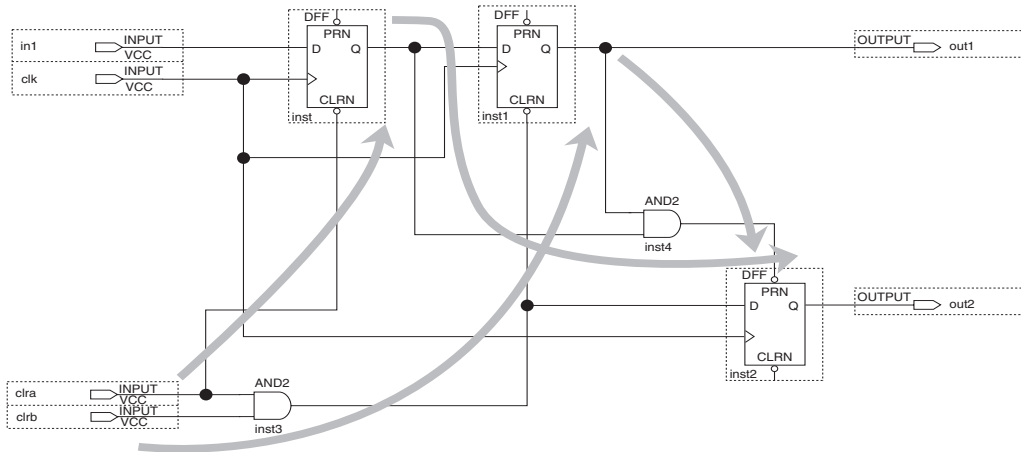 DFF
DFF
in1
INPUT
VCC
PRN
D
Q
PRN
D
Q
OUTPUT
out1
clk
INPUT
VCC
CLRN
inst
CLRN
inst1
AND2
inst4
DFF
PRN
D
Q
OUTPUT
out2
CLRN
inst2
clra
INPUT
VCC
AND2
clrb
INPUT
VCC
inst3